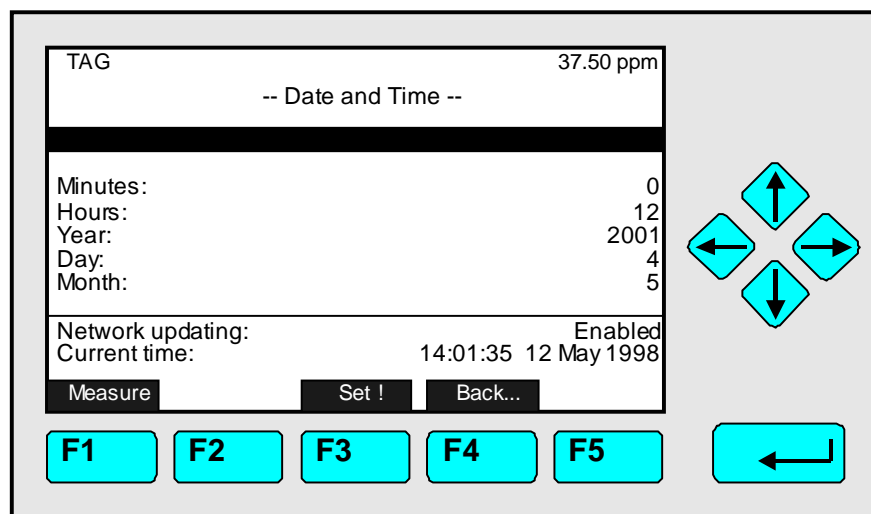 TAG 37.50 ppm
-- Date and Time --
Minutes: 0
Hours: 12
Year: 2001
Day: 4
Month: 5
Network updating: Enabled
Current time: 14:01:35 12 May 1998
Measure Set ! Back...
F1 F2 F3 F4 F5